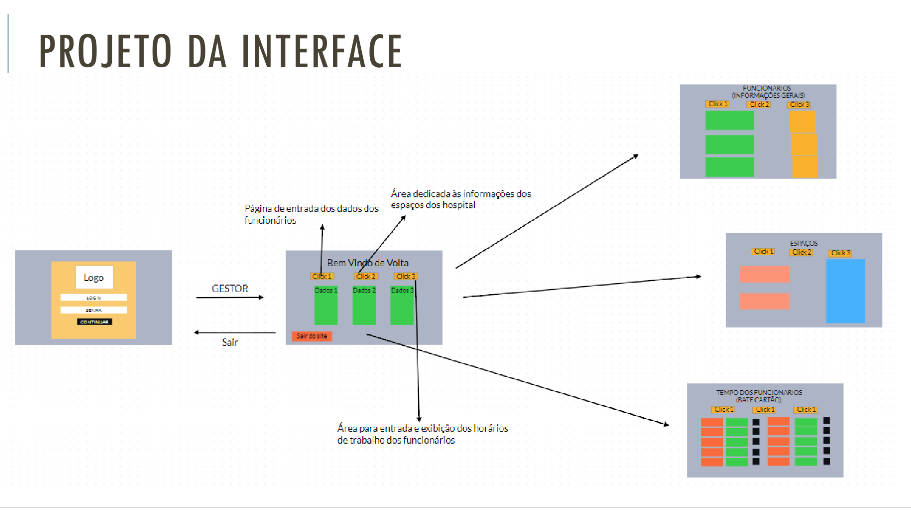 PROJETO DA INTERFACE
FUNCIONÁRIOS
(INFORMAÇÕES GERAIS)
Click 1 Click 2 Click 3
Área dedicada às informações dos
espaços dos hospital
Página de entrada dos dados dos
funcionários
ESPAÇOS
Click 1 Click 2 Click 3
Bem Vindo de Volta
Click 1 Click 2 Click 3
Dados 1 Dados 2 Dados 3
Sair do site
Logo
LOGIN
SENHA
CONTINUAR
GESTOR
Sair
TEMPO DOS FUNCIONARIOS
(BATE CARTÃO)
Click 1 Click 1 Click 1
Área para entrada e exibição dos horários
de trabalho dos funcionários